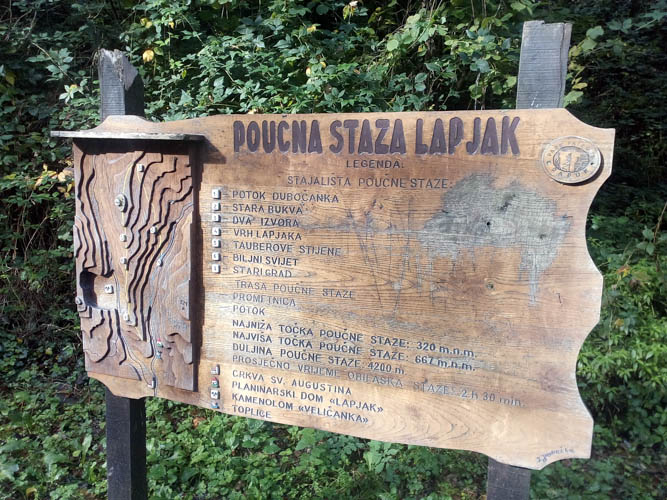 POUČNA STAZA LAPJAK
LEGENDA:
STAJALIŠTA POUČNE STAZE:
POTOK DUBOČANKA
STARA BUKVA
"DVA" IZVORA
VRH LAPJAKA
TAUBEROVE STIJENE
BILJNI SVIJET
STARI GRAD
TRASA POUČNE STAZE
PROMETNICA
POTOK
NAJNIŽA TOČKA POUČNE STAZE: 320 m.n.m.
NAJVIŠA TOČKA POUČNE STAZE: 667 m.n.m.
DULJINA POUČNE STAZE: 4200 m
PROSJEČNO VRIJEME OBILASKA STAZE: 2 h 30 min.
CRKVA SV. AUGUSTINA
PLANINARSKI DOM «LAPJAK»
KAMENOLOM «VELIČANKA»
TOPLICE